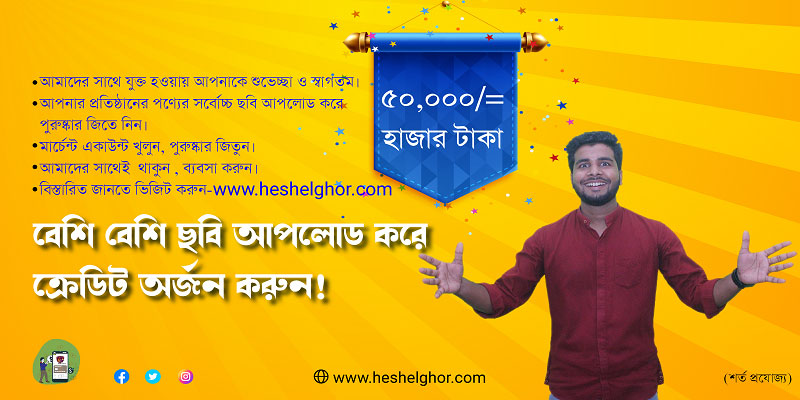 • আমাদের সাথে যুক্ত হওয়ায় আপনাকে শুভেচ্ছা ও স্বাগতম।
• আপনার প্রতিষ্ঠানের পণ্যের সর্বোচ্চ ছবি আপলোড করে
পুরুষ্কার জিতে নিন।
• মার্চেন্ট একাউন্ট খুলুন, পুরুষ্কার জিতুন।
• আমাদের সাথেই থাকুন , ব্যবসা করুন।
• বিস্তারিত জানতে ভিজিট করুন-www.heshelghor.com
৫০,০০০/=
হাজার টাকা
বেশি বেশি ছবি আপলোড করে
ক্রেডিট অর্জন করুন!
www.heshelghor.com
(শর্ত প্রযোজ্য)